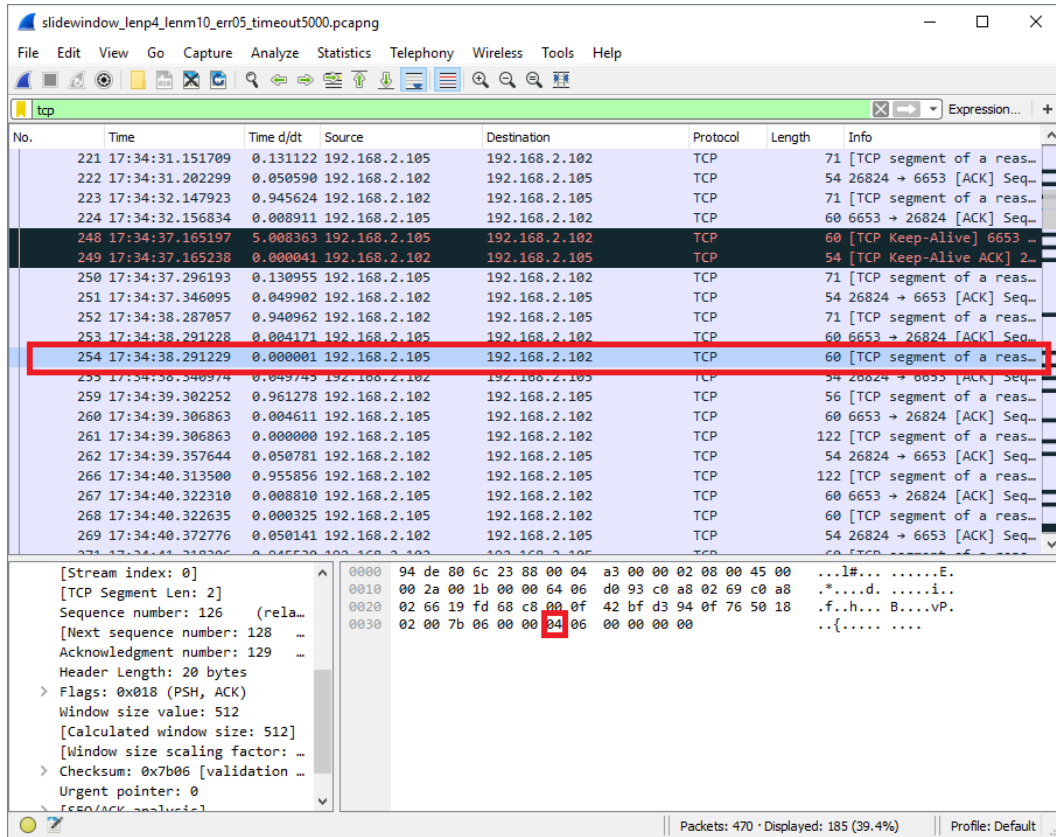 slidewindow_lenp4_lenm10_err05_timeout5000.pcapng
File Edit View Go Capture Analyze Statistics Telephony Wireless Tools Help
tcp Expression... +
No. Time Time d/dt Source Destination Protocol Length Info
221 17:34:31.151709 0.131122 192.168.2.105 192.168.2.102 TCP 71 [TCP segment of a reas…
222 17:34:31.202299 0.050590 192.168.2.102 192.168.2.105 TCP 54 26824 → 6653 [ACK] Seq…
223 17:34:32.147923 0.945624 192.168.2.102 192.168.2.105 TCP 71 [TCP segment of a reas…
224 17:34:32.156834 0.008911 192.168.2.105 192.168.2.102 TCP 60 6653 → 26824 [ACK] Seq…
248 17:34:37.165197 5.008363 192.168.2.105 192.168.2.102 TCP 60 [TCP Keep-Alive] 6653 …
249 17:34:37.165238 0.000041 192.168.2.102 192.168.2.105 TCP 54 [TCP Keep-Alive ACK] 2…
250 17:34:37.296193 0.130955 192.168.2.105 192.168.2.102 TCP 71 [TCP segment of a reas…
251 17:34:37.346095 0.049902 192.168.2.102 192.168.2.105 TCP 54 26824 → 6653 [ACK] Seq…
252 17:34:38.287057 0.940962 192.168.2.102 192.168.2.105 TCP 71 [TCP segment of a reas…
253 17:34:38.291228 0.004171 192.168.2.105 192.168.2.102 TCP 60 6653 → 26824 [ACK] Seq…
254 17:34:38.291229 0.000001 192.168.2.105 192.168.2.102 TCP 60 [TCP segment of a reas…
255 17:34:38.340974 0.049745 192.168.2.102 192.168.2.105 TCP 54 26824 → 6653 [ACK] Seq…
259 17:34:39.302252 0.961278 192.168.2.102 192.168.2.105 TCP 56 [TCP segment of a reas…
260 17:34:39.306863 0.004611 192.168.2.105 192.168.2.102 TCP 60 6653 → 26824 [ACK] Seq…
261 17:34:39.306863 0.000000 192.168.2.105 192.168.2.102 TCP 122 [TCP segment of a reas…
262 17:34:39.357644 0.050781 192.168.2.102 192.168.2.105 TCP 54 26824 → 6653 [ACK] Seq…
266 17:34:40.313500 0.955856 192.168.2.102 192.168.2.105 TCP 122 [TCP segment of a reas…
267 17:34:40.322310 0.008810 192.168.2.105 192.168.2.102 TCP 60 6653 → 26824 [ACK] Seq…
268 17:34:40.322635 0.000325 192.168.2.105 192.168.2.102 TCP 60 [TCP segment of a reas…
269 17:34:40.372776 0.050141 192.168.2.102 192.168.2.105 TCP 54 26824 → 6653 [ACK] Seq…
[Stream index: 0]
[TCP Segment Len: 2]
Sequence number: 126 (rela…
[Next sequence number: 128 …
Acknowledgment number: 129 …
Header Length: 20 bytes
Flags: 0x018 (PSH, ACK)
Window size value: 512
[Calculated window size: 512]
[Window size scaling factor: …
Checksum: 0x7b06 [validation …
Urgent pointer: 0
[SEQ/ACK analysis]
0000 94 de 80 6c 23 88 00 04 a3 00 00 02 08 00 45 00 ...l#... ......E.
0010 00 2a 00 1b 00 00 64 06 d0 93 c0 a8 02 69 c0 a8 .*....d. .....i..
0020 02 66 19 fd 68 c8 00 0f 42 bf d3 94 0f 76 50 18 .f..h... B....vP.
0030 02 00 7b 06 00 00 04 06 00 00 00 00 ..{..... ....
Packets: 470 · Displayed: 185 (39.4%) Profile: Default